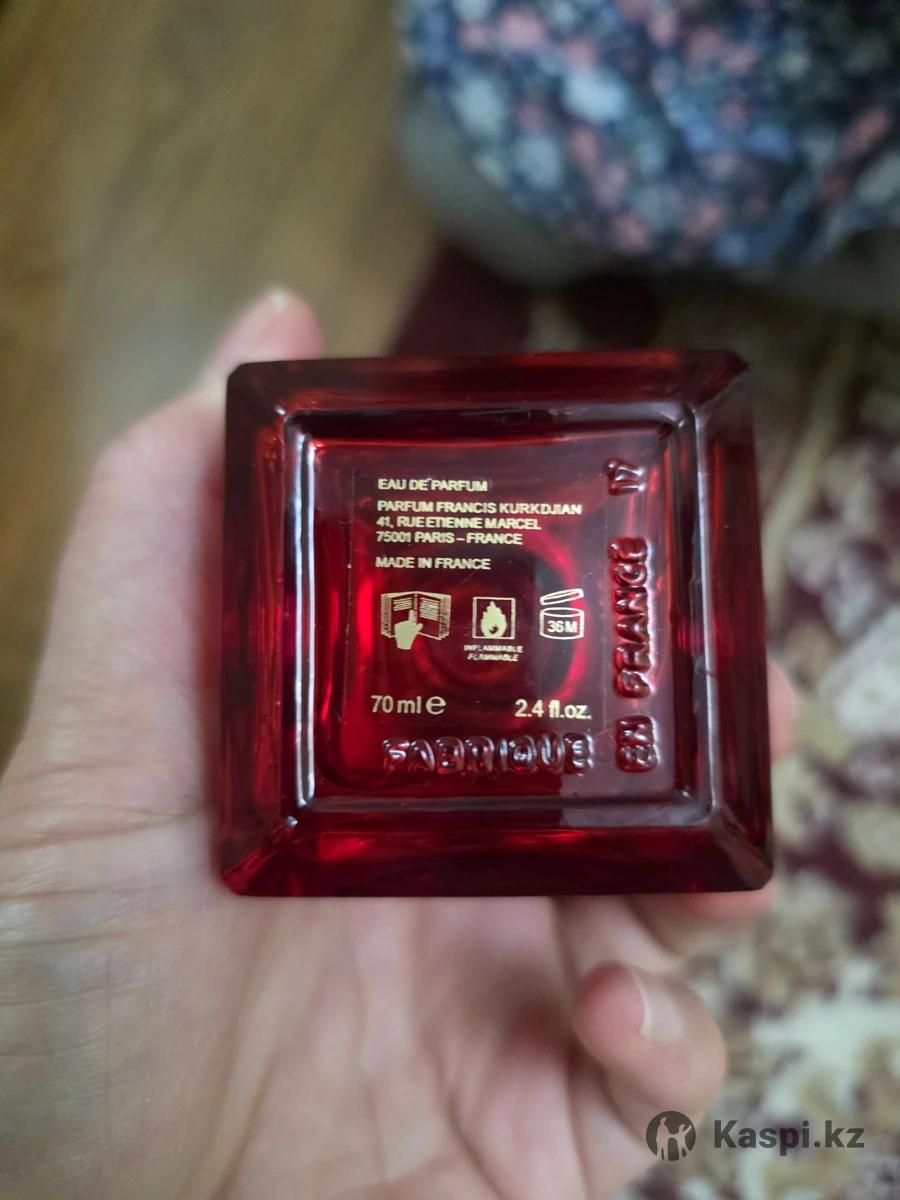 EAU DE PARFUM
PARFUM FRANCIS KURKDJIAN
41, RUE ETIENNE MARCEL
75001 PARIS – FRANCE
MADE IN FRANCE
36M
INFLAMMABLE
FLAMMABLE
70 ml e
2.4 fl.oz.
FABRIQUE
EN FRANCE 17
Kaspi.kz